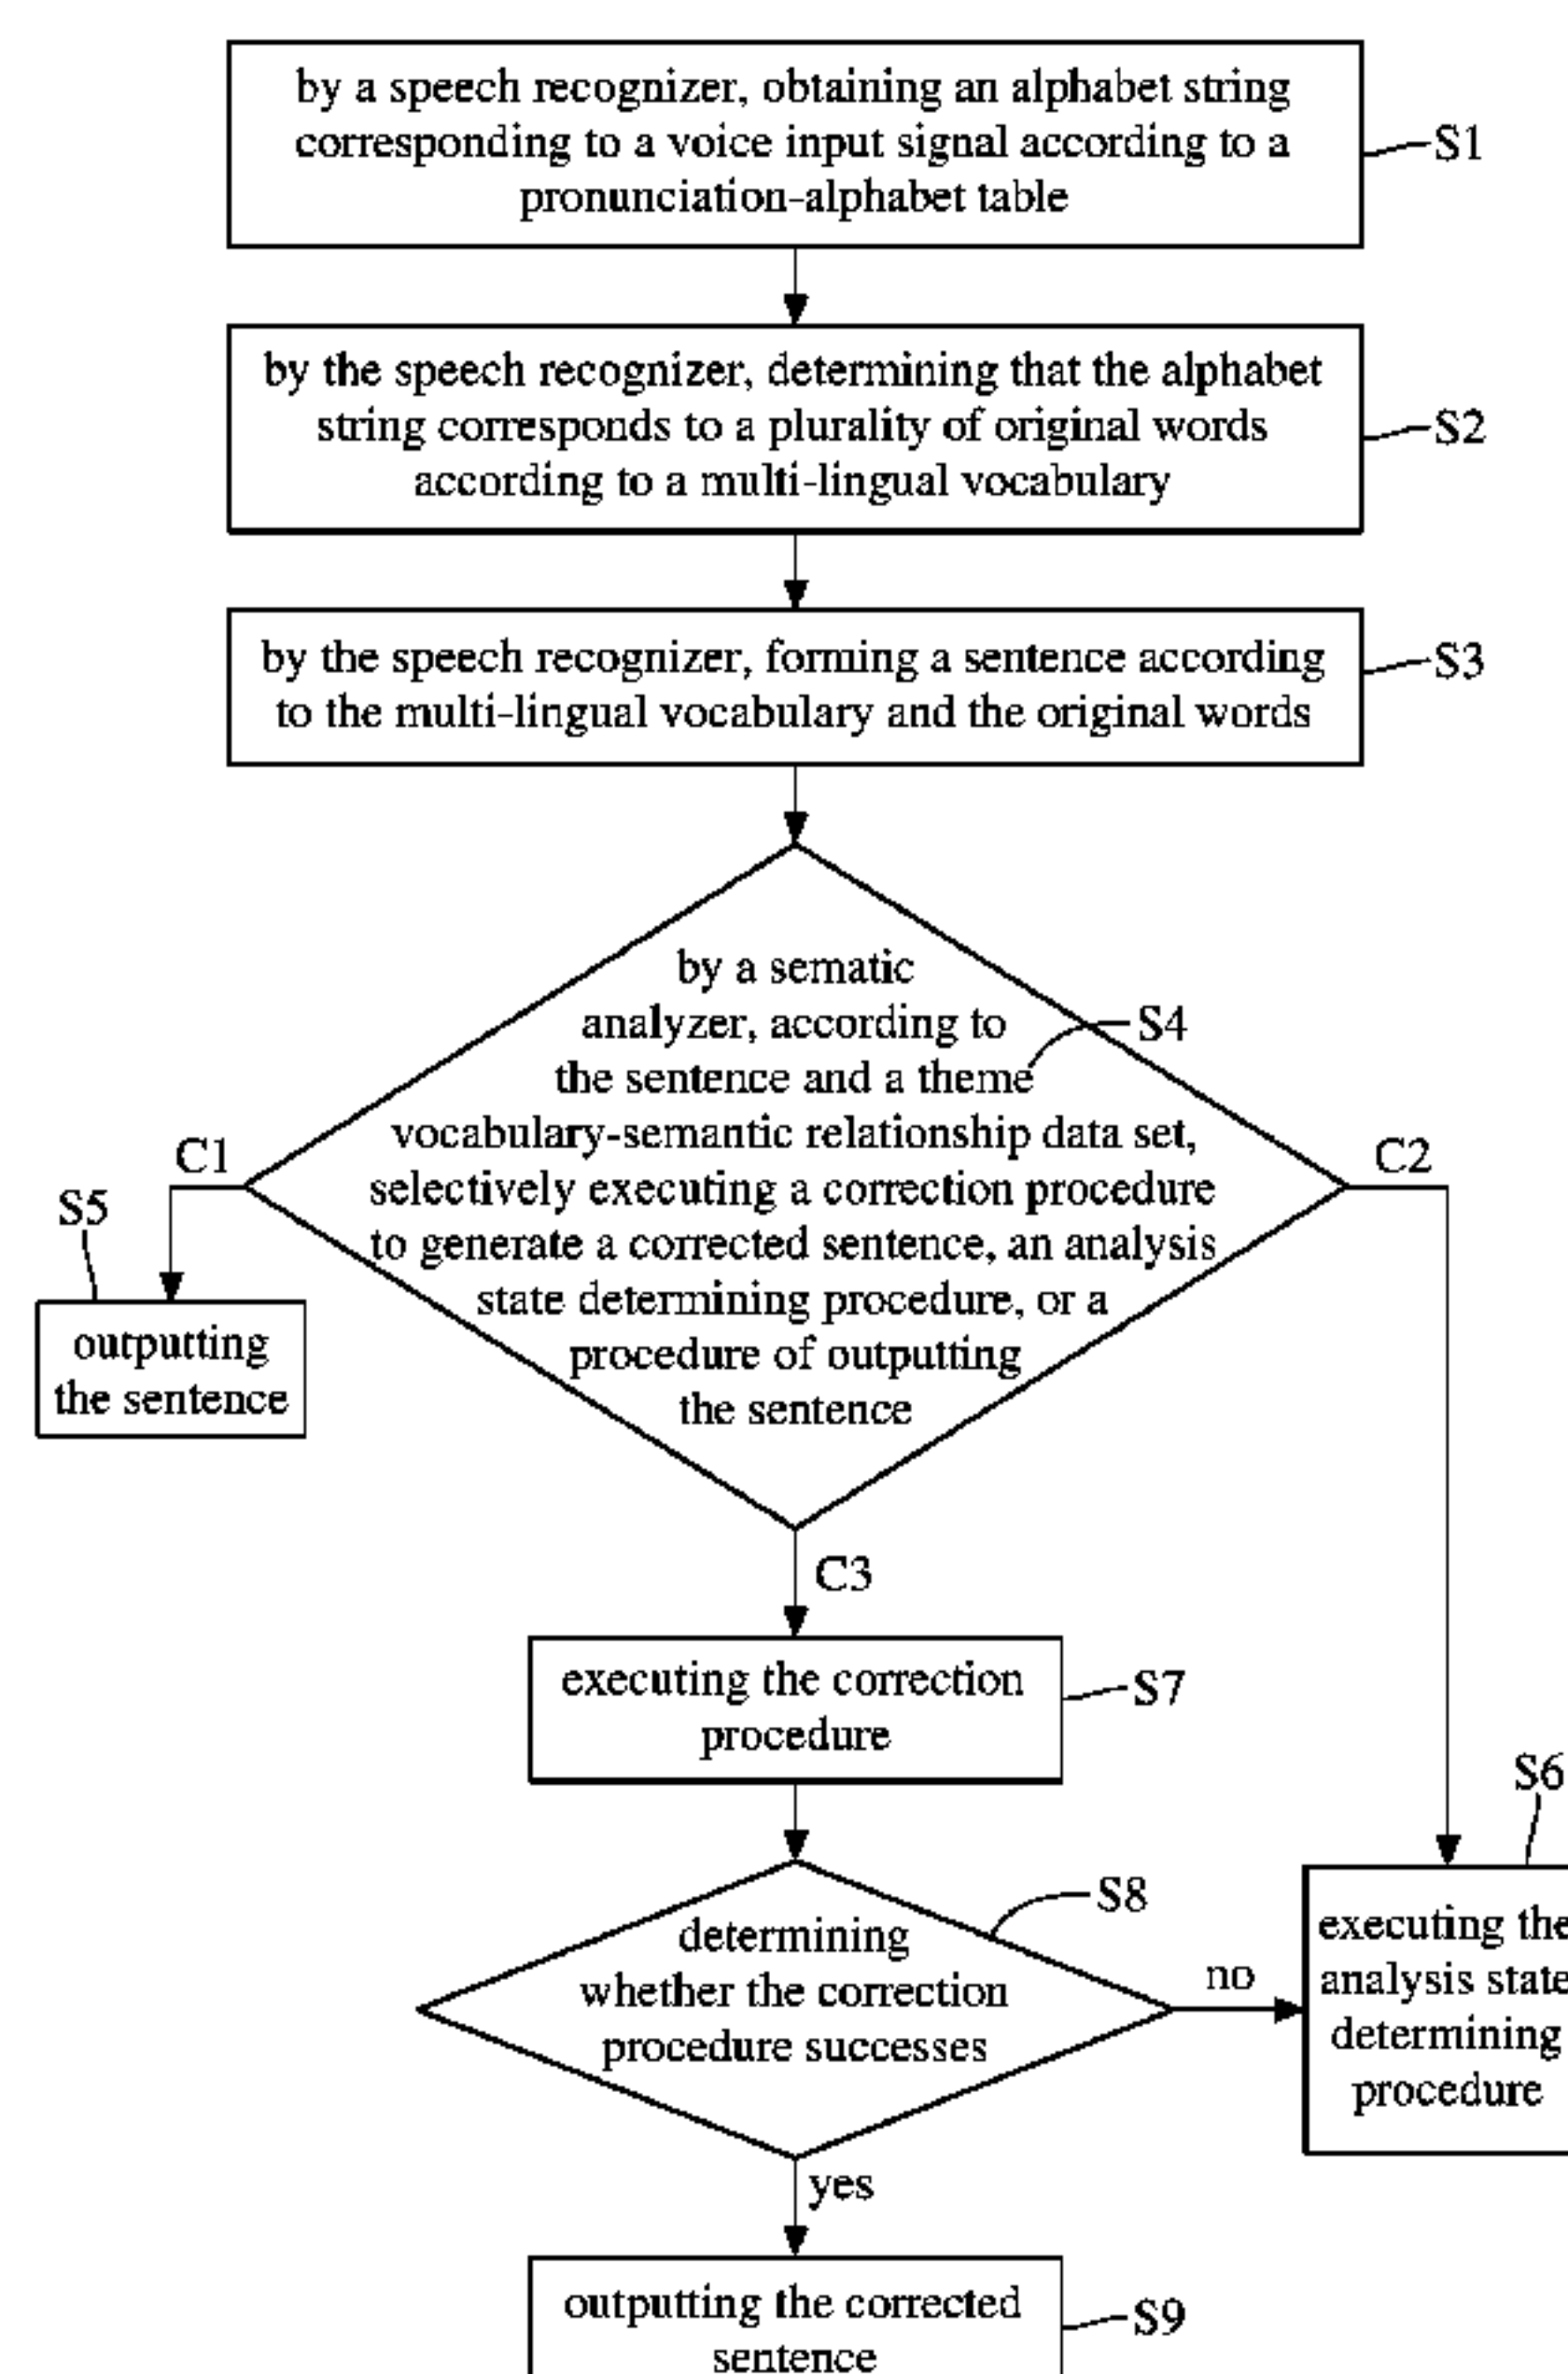 by a speech recognizer, obtaining an alphabet string
corresponding to a voice input signal according to a
pronunciation-alphabet table
S1
by the speech recognizer, determining that the alphabet
string corresponds to a plurality of original words
according to a multi-lingual vocabulary
S2
by the speech recognizer, forming a sentence according
to the multi-lingual vocabulary and the original words
S3
by a sematic
analyzer, according to
the sentence and a theme
vocabulary-semantic relationship data set,
selectively executing a correction procedure
to generate a corrected sentence, an analysis
state determining procedure, or a
procedure of outputting
the sentence
S4
C1
C2
S5
outputting
the sentence
C3
executing the correction
procedure
S7
S6
executing the
analysis state
determining
procedure
determining
whether the correction
procedure successes
S8
no
yes
outputting the corrected
sentence
S9